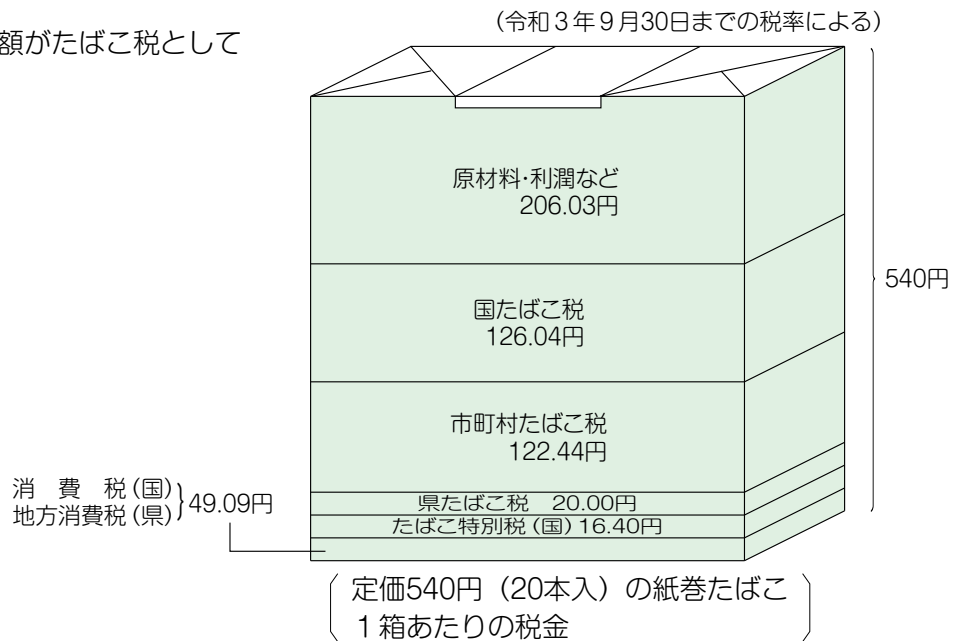 （令和３年９月30日までの税率による）
額がたばこ税として
原材料･利潤など
206.03円
540円
国たばこ税
126.04円
市町村たばこ税
122.44円
消　費　税（国）
地方消費税（県）
49.09円
県たばこ税　20.00円
たばこ特別税（国）16.40円
定価540円（20本入）の紙巻たばこ
１箱あたりの税金